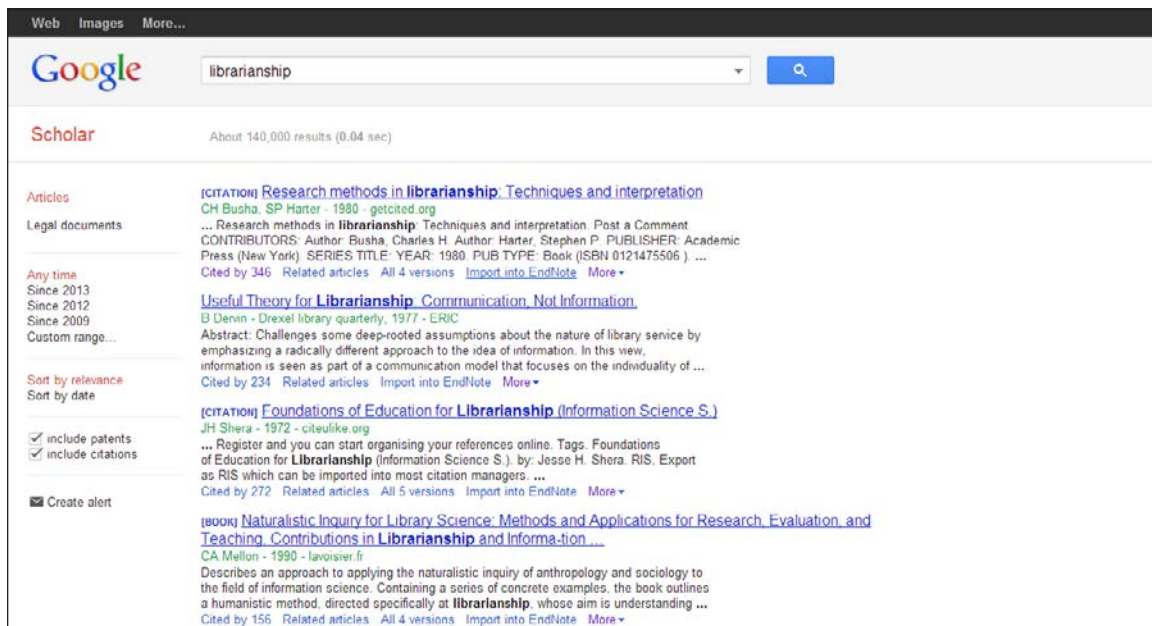 Web Images More...
Google
librarianship
Scholar
About 140,000 results (0.04 sec)
Articles
Legal documents
Any time
Since 2013
Since 2012
Since 2009
Custom range...
Sort by relevance
Sort by date
include patents
include citations
Create alert
[CITATION] Research methods in librarianship: Techniques and interpretation
CH Busha, SP Harter - 1980 - getcited.org
... Research methods in librarianship: Techniques and interpretation. Post a Comment.
CONTRIBUTORS: Author: Busha, Charles H. Author: Harter, Stephen P. PUBLISHER: Academic
Press (New York). SERIES TITLE: YEAR: 1980. PUB TYPE: Book (ISBN 0121475506 ). ...
Cited by 346 Related articles All 4 versions Import into EndNote More
Useful Theory for Librarianship: Communication, Not Information.
B Dervin - Drexel library quarterly, 1977 - ERIC
Abstract: Challenges some deep-rooted assumptions about the nature of library service by
emphasizing a radically different approach to the idea of information. In this view,
information is seen as part of a communication model that focuses on the individuality of ...
Cited by 234 Related articles Import into EndNote More
[CITATION] Foundations of Education for Librarianship (Information Science S.)
JH Shera - 1972 - citeulike.org
... Register and you can start organising your references online. Tags. Foundations
of Education for Librarianship (Information Science S.). by: Jesse H. Shera. RIS, Export
as RIS which can be imported into most citation managers. ...
Cited by 272 Related articles All 5 versions Import into EndNote More
[BOOK] Naturalistic Inquiry for Library Science: Methods and Applications for Research, Evaluation, and
Teaching. Contributions in Librarianship and Informa-tion ...
CA Mellon - 1990 - lavoisier.fr
Describes an approach to applying the naturalistic inquiry of anthropology and sociology to
the field of information science. Containing a series of concrete examples, the book outlines
a humanistic method, directed specifically at librarianship, whose aim is understanding ...
Cited by 156 Related articles All 4 versions Import into EndNote More